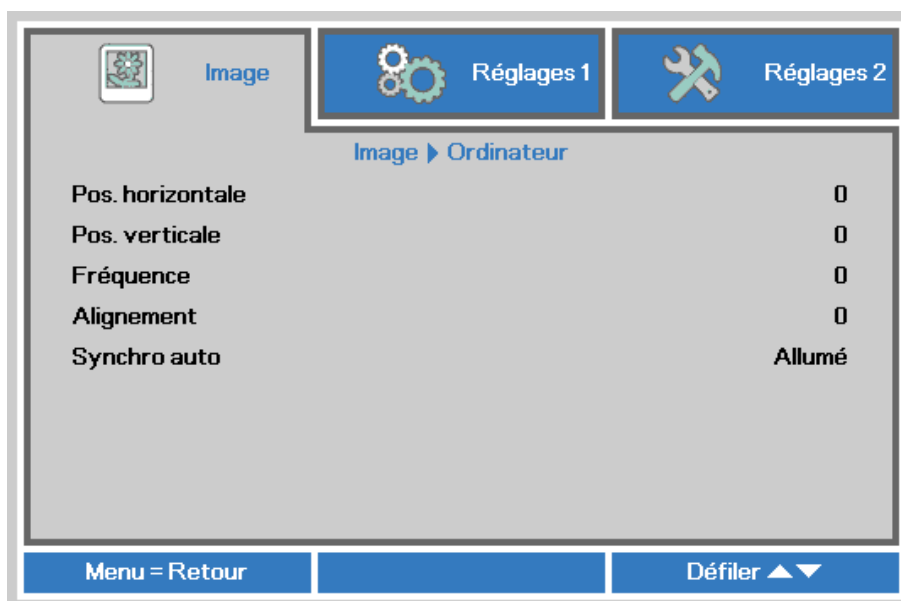 Image Réglages 1 Réglages 2
Image ▶ Ordinateur
Pos. horizontale 0
Pos. verticale 0
Fréquence 0
Alignement 0
Synchro auto Allumé
Menu = Retour Défiler ▲▼